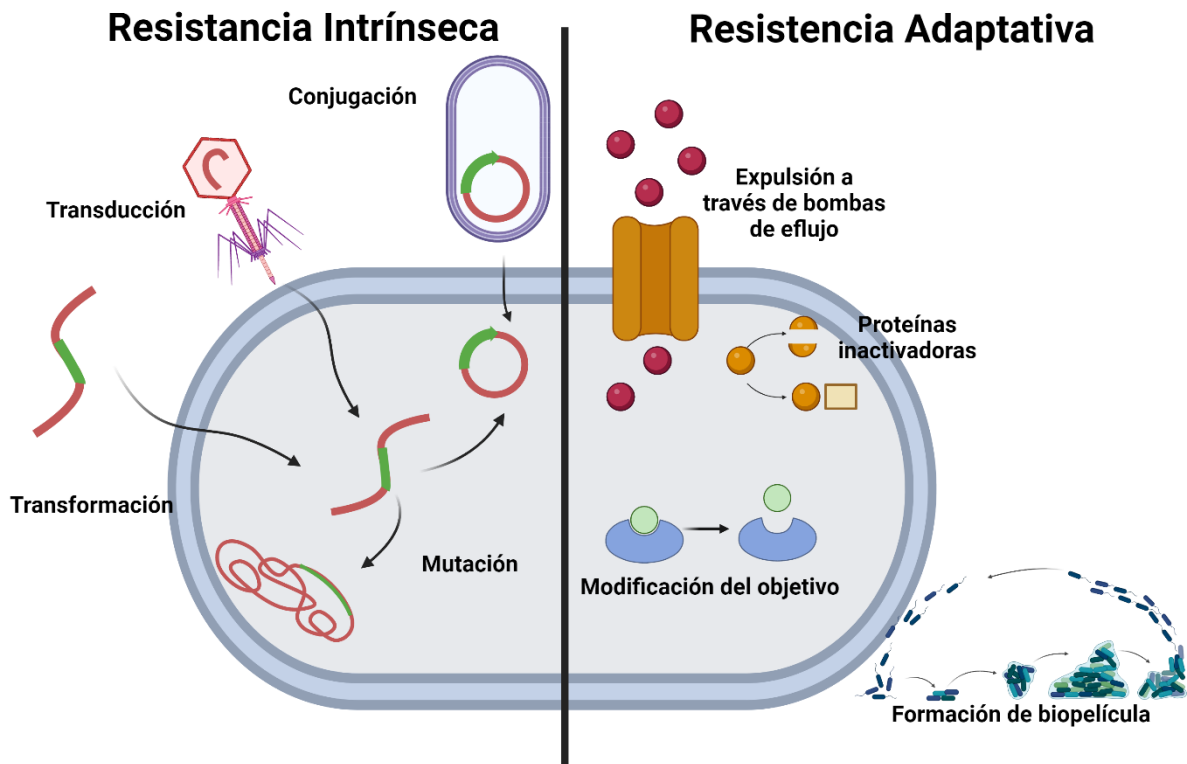 Resistancia Intrínseca
Conjugación
Transducción
Transformación
Mutación
Resistencia Adaptativa
Expulsión a
través de bombas
de eflujo
Proteínas
inactivadoras
Modificación del objetivo
Formación de biopelícula